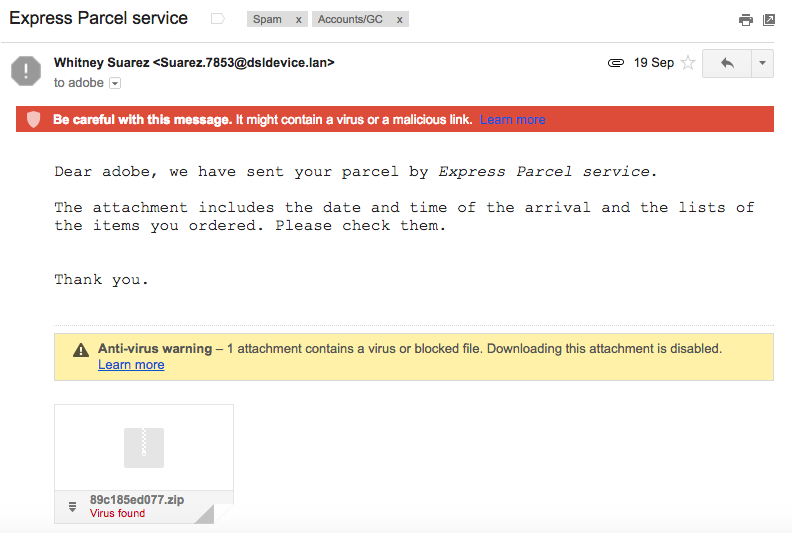 Express Parcel service Spam x Accounts/GC x
Whitney Suarez <Suarez.7853@dsldevice.lan> 19 Sep
to adobe
Be careful with this message. It might contain a virus or a malicious link. Learn more
Dear adobe, we have sent your parcel by Express Parcel service.
The attachment includes the date and time of the arrival and the lists of
the items you ordered. Please check them.
Thank you.
Anti-virus warning – 1 attachment contains a virus or blocked file. Downloading this attachment is disabled.
Learn more
89c185ed077.zip
Virus found